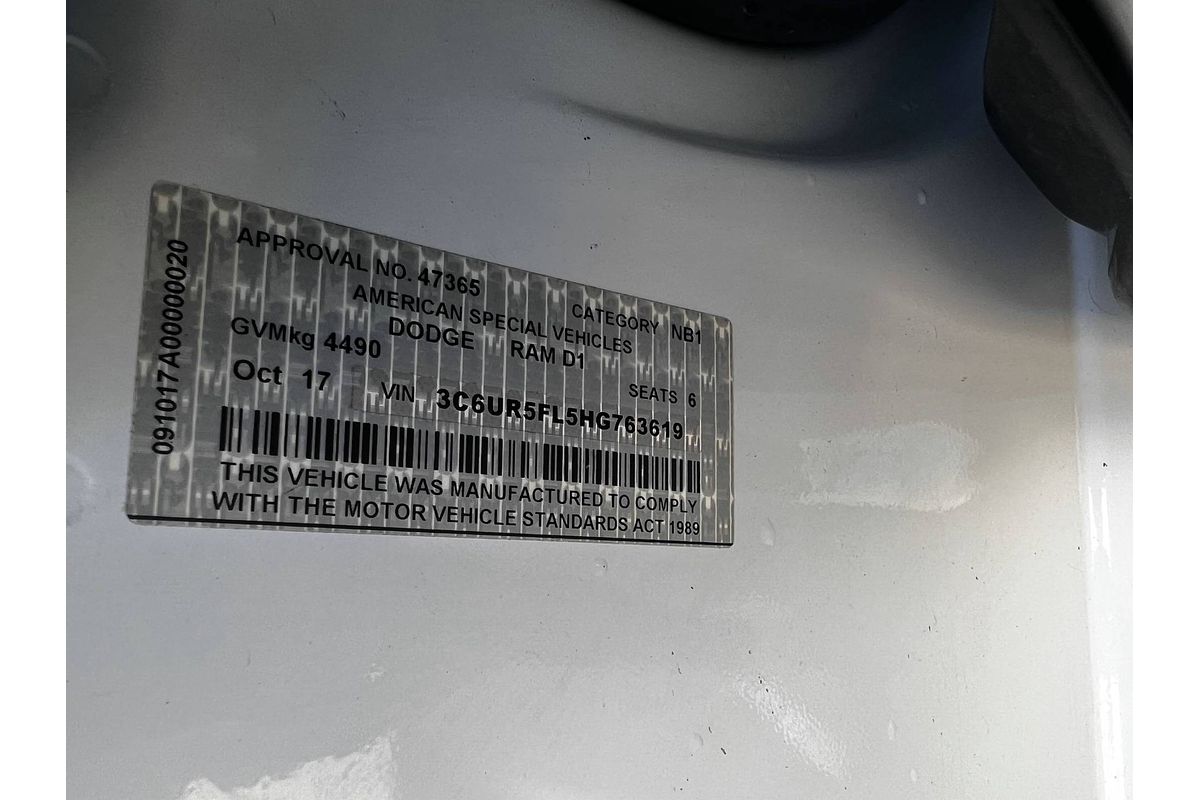 APPROVAL NO. 47365 CATEGORY NB1
AMERICAN SPECIAL VEHICLES
DODGE RAM D1
GVMkg 4490 SEATS 6
Oct 17 VIN 3C6UR5FL5HG763619
THIS VEHICLE WAS MANUFACTURED TO COMPLY
WITH THE MOTOR VEHICLE STANDARDS ACT 1989
091017A00000020